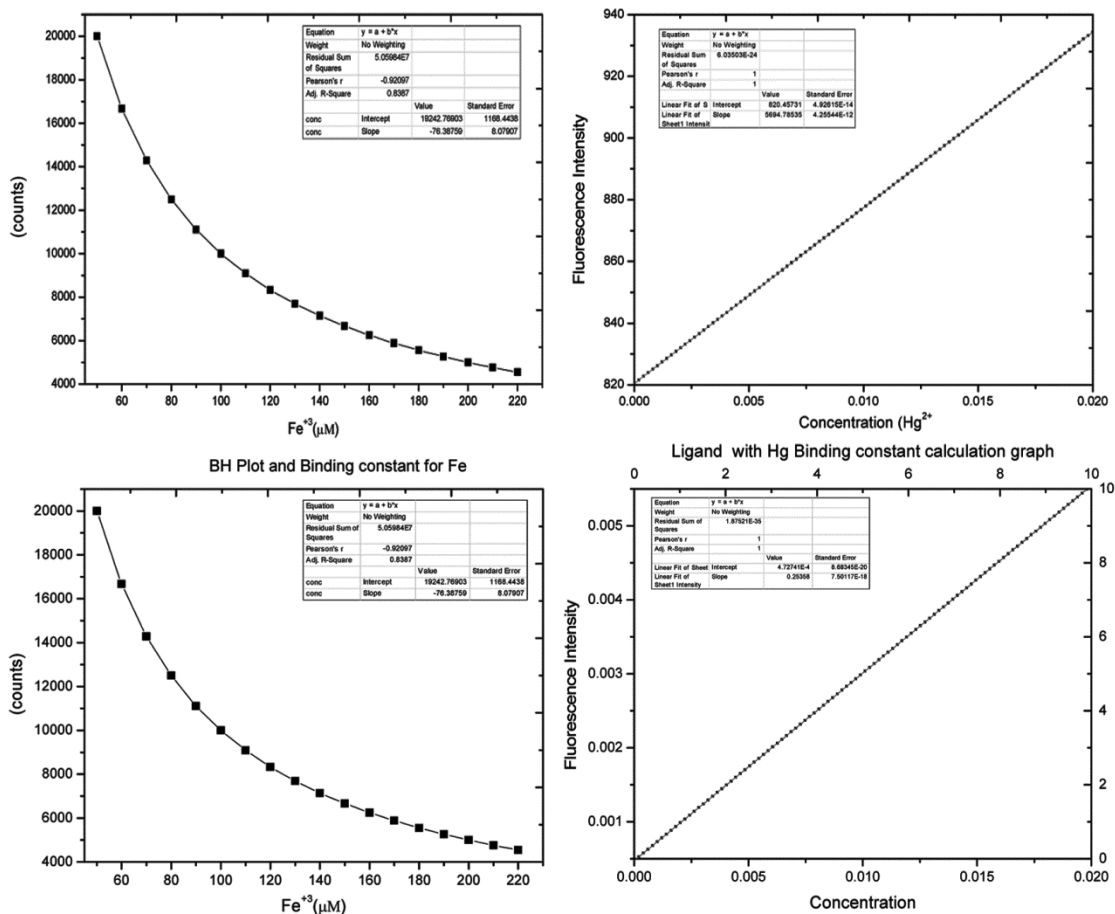 20000
18000
16000
14000
12000
10000
8000
6000
4000
(counts)
60 80 100 120 140 160 180 200 220
Fe+3(μM)
Equation y = a + b*x
Weight No Weighting
Residual Sum of Squares 5.05984E7
Pearson's r -0.92097
Adj. R-Square 0.8387
Value Standard Error
conc Intercept 19242.76903 1168.4438
conc Slope -76.38759 8.07907
940
920
900
880
860
840
820
Fluorescence Intensity
0.000 0.005 0.010 0.015 0.020
Concentration (Hg2+
Equation y = a + b*x
Weight No Weighting
Residual Sum of Squares 6.03503E-24
Pearson's r 1
Adj. R-Square 1
Value Standard Error
Linear Fit of S Intercept 820.45731 4.92615E-14
Linear Fit of Sheet1 Intensit Slope 5694.78535 4.25544E-12
BH Plot and Binding constant for Fe
20000
18000
16000
14000
12000
10000
8000
6000
4000
(counts)
60 80 100 120 140 160 180 200 220
Fe+3(μM)
Equation y = a + b*x
Weight No Weighting
Residual Sum of Squares 5.05984E7
Pearson's r -0.92097
Adj. R-Square 0.8387
Value Standard Error
conc Intercept 19242.76903 1168.4438
conc Slope -76.38759 8.07907
Ligand with Hg Binding constant calculation graph
0 2 4 6 8 10
0.005
0.004
0.003
0.002
0.001
Fluorescence Intensity
10
8
6
4
2
0
0.000 0.005 0.010 0.015 0.020
Concentration
Equation y = a + b*x
Weight No Weighting
Residual Sum of Squares 1.87521E-35
Pearson's r 1
Adj. R-Square 1
Value Standard Error
Linear Fit of Sheet Intercept 4.72741E-4 8.68345E-20
Linear Fit of Sheet1 Intensity Slope 0.25358 7.50117E-18